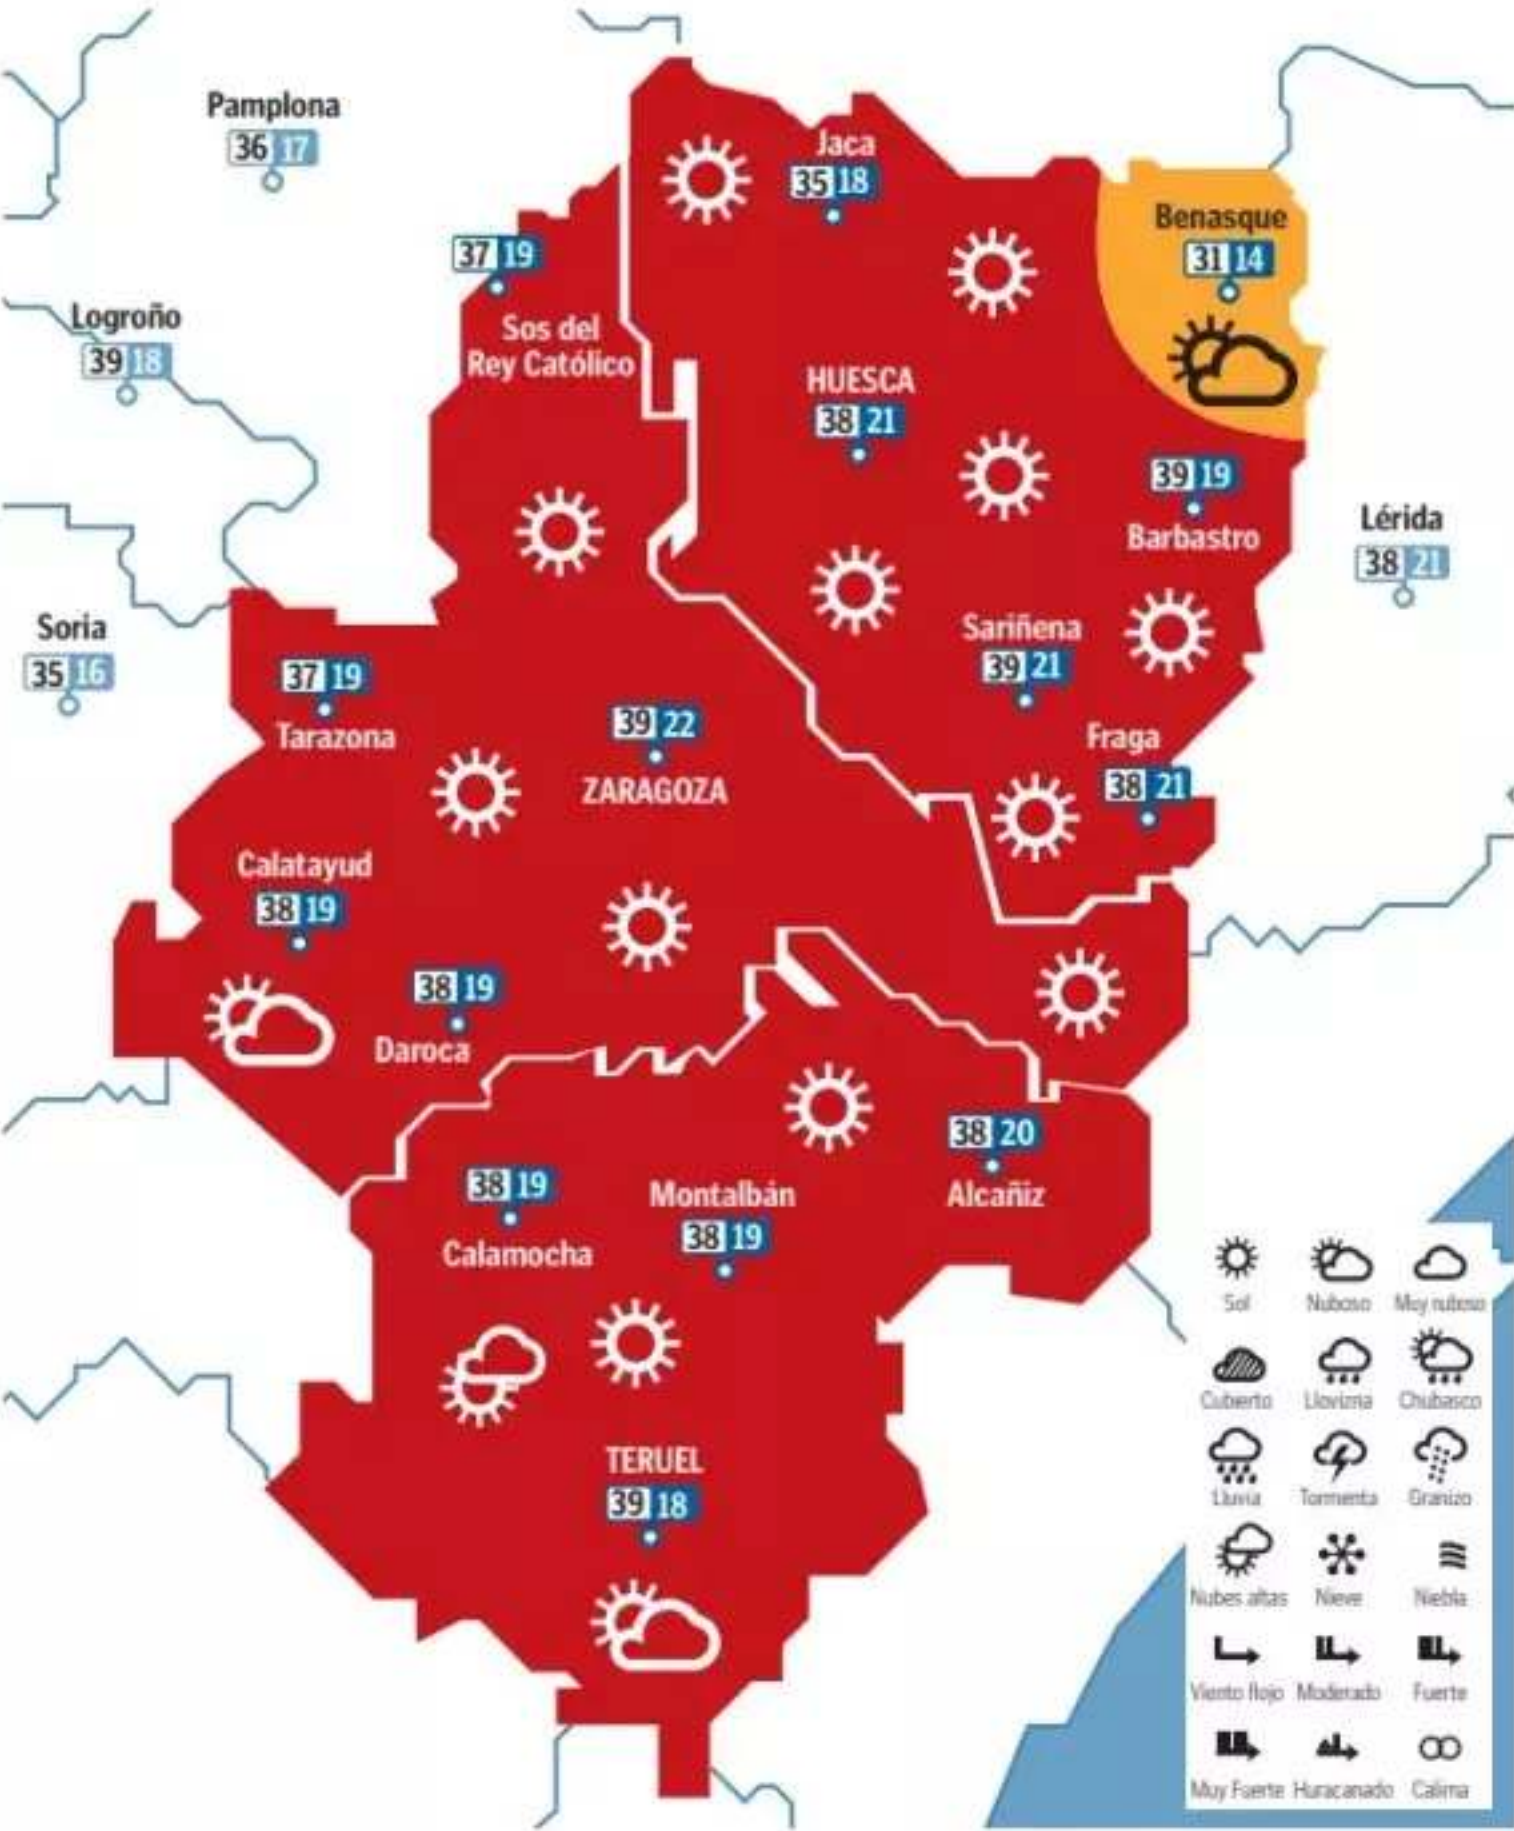 Pamplona
36 17
Jaca
35 18
Benasque
31 14
37 19
Sos del
Rey Católico
Logroño
39 18
HUESCA
38 21
39 19
Barbastro
Lérida
38 21
Soria
35 16
Sariñena
39 21
37 19
Tarazona
39 22
ZARAGOZA
Fraga
38 21
Calatayud
38 19
38 19
Daroca
38 20
Alcañiz
38 19
Calamocha
Montalbán
38 19
TERUEL
39 18
Sol Nuboso Muy nuboso
Cubierto Llovizna Chubasco
Lluvia Tormenta Granizo
Nubes altas Nieve Niebla
Viento flojo Moderado Fuerte
Muy Fuerte Huracanado Calima